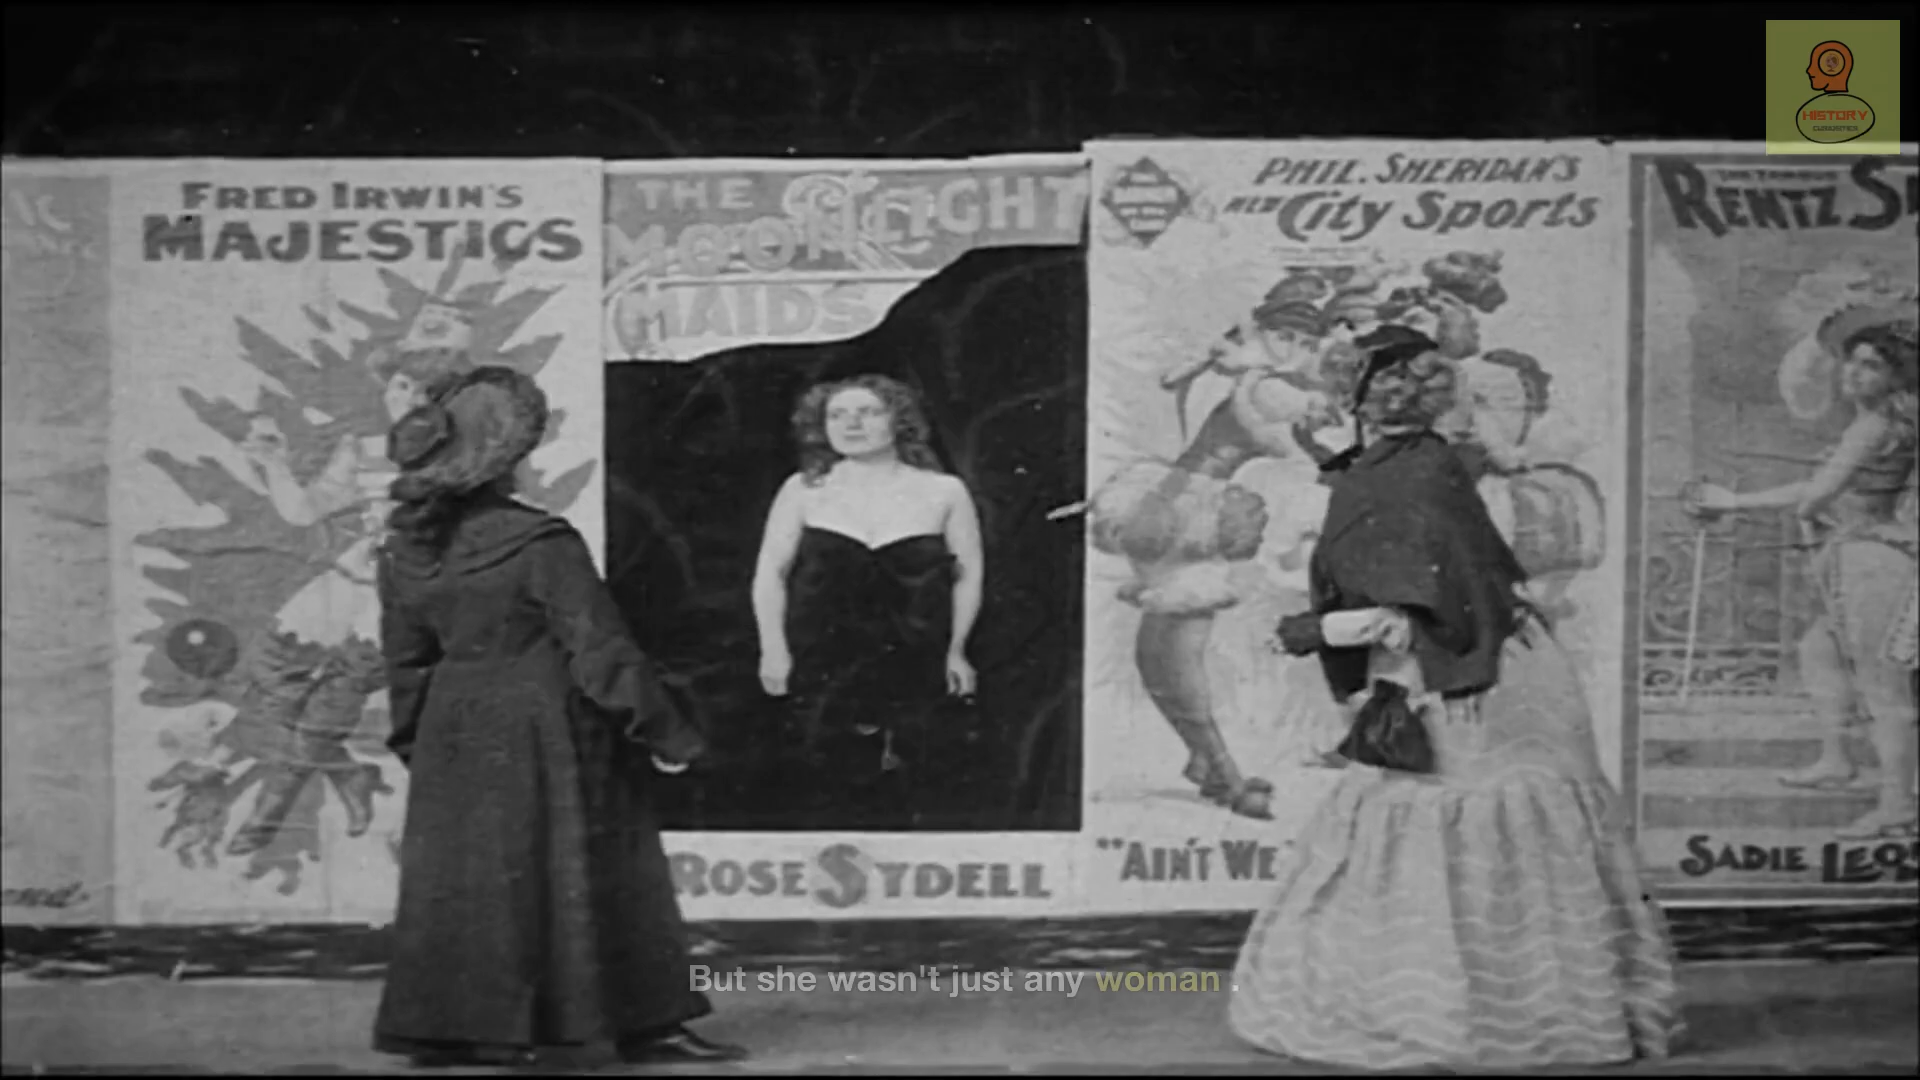 FRED IRWIN'S
MAJESTICS
THE
MOONLIGHT
MAIDS
ROSE SYDELL
PHIL. SHERIDAN'S
NEW City Sports
"AIN'T WE
RENTZ
SADIE
But she wasn't just any woman .
HISTORY